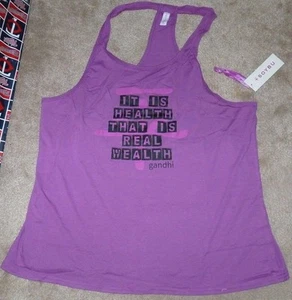 IT IS
HEALTH
THAT IS
REAL
WEALTH
gandhi